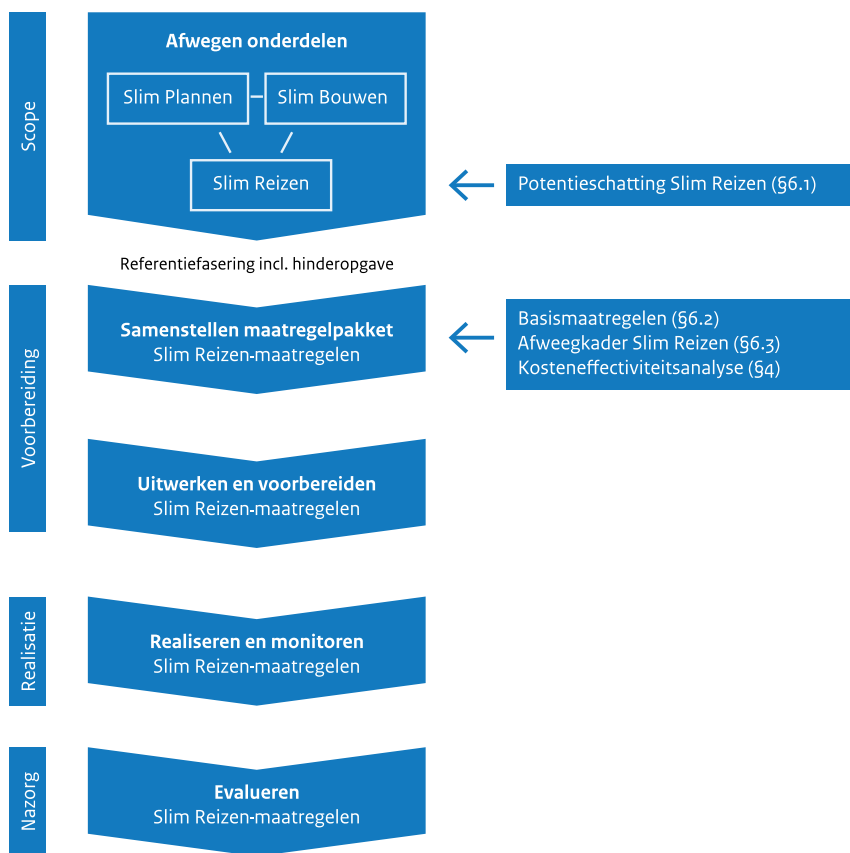 Scope
Afwegen onderdelen
Slim Plannen
Slim Bouwen
Slim Reizen
Potentieschatting Slim Reizen (§6.1)
Referentiefasering incl. hinderopgave
Voorbereiding
Samenstellen maatregelpakket
Slim Reizen-maatregelen
Basismaatregelen (§6.2)
Afweegkader Slim Reizen (§6.3)
Kosteneffectiviteitsanalyse (§4)
Uitwerken en voorbereiden
Slim Reizen-maatregelen
Realisatie
Realiseren en monitoren
Slim Reizen-maatregelen
Nazorg
Evalueren
Slim Reizen-maatregelen